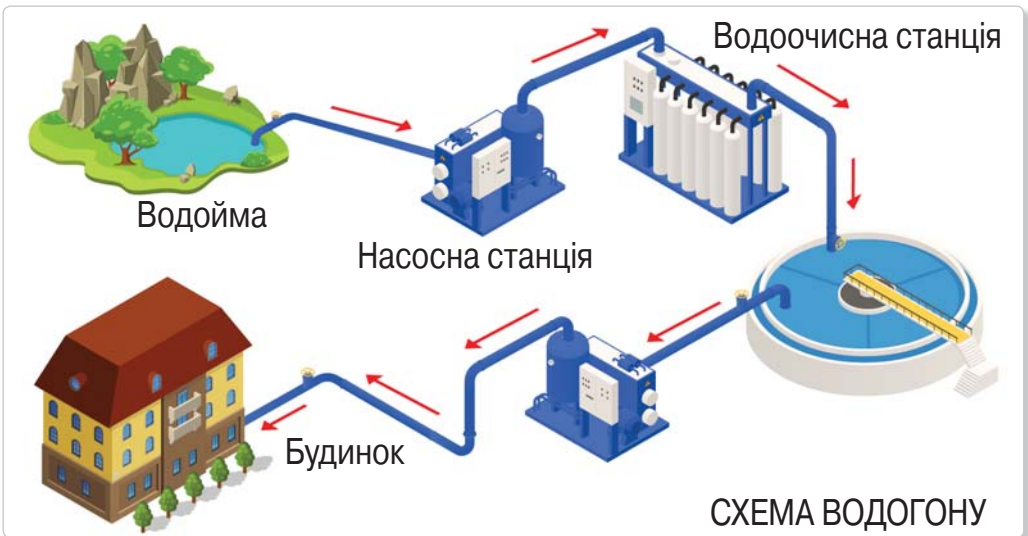 Водоочисна станція
Водойма
Насосна станція
Будинок
СХЕМА ВОДОГОНУ